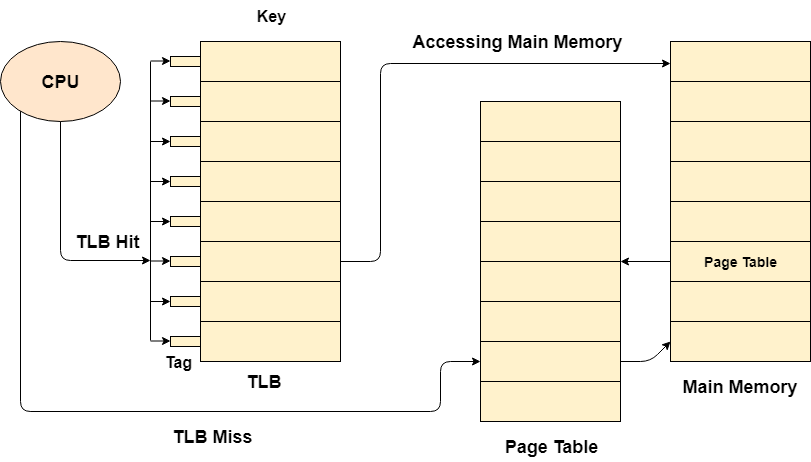 Key
Accessing Main Memory
CPU
TLB Hit
Page Table
Tag
TLB
Main Memory
TLB Miss
Page Table